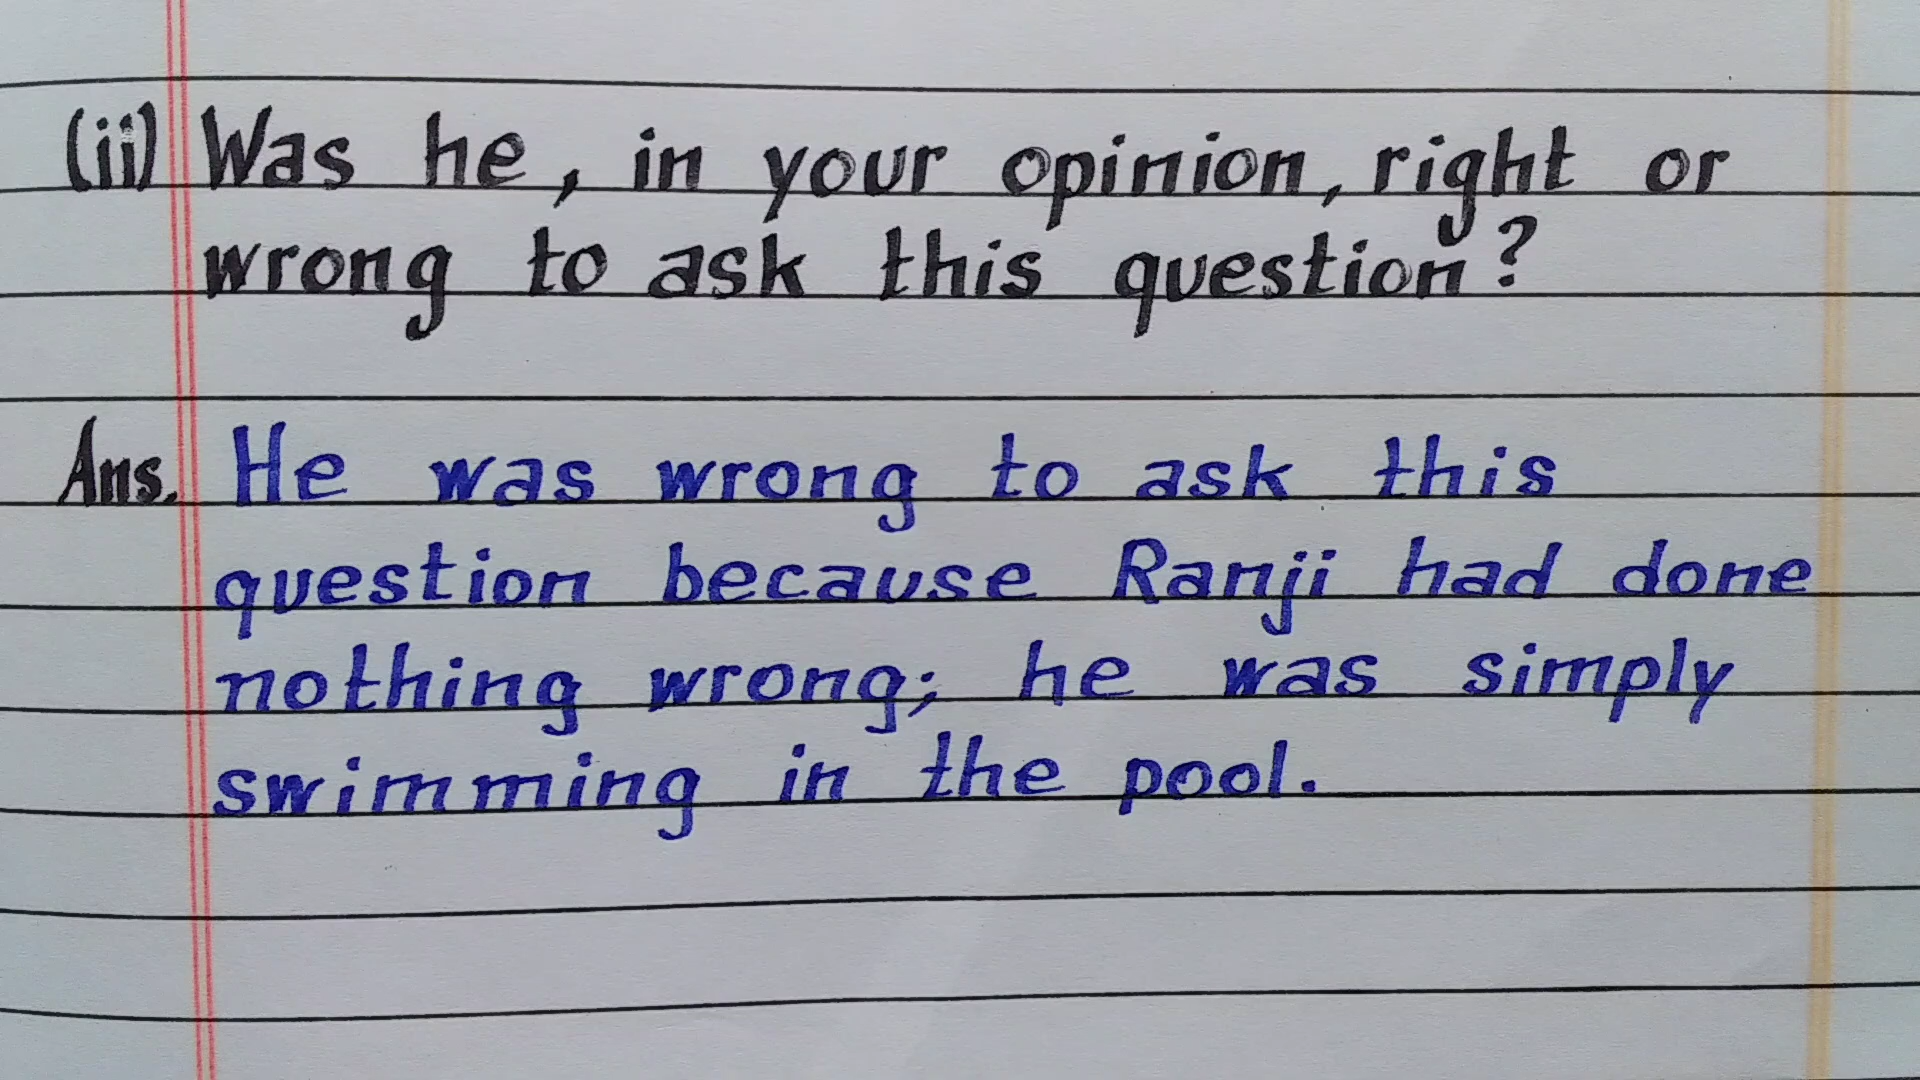 (ii) Was he, in your opinion, right or
wrong to ask this question?
Ans. He was wrong to ask this
question because Ranji had done
nothing wrong; he was simply
swimming in the pool.